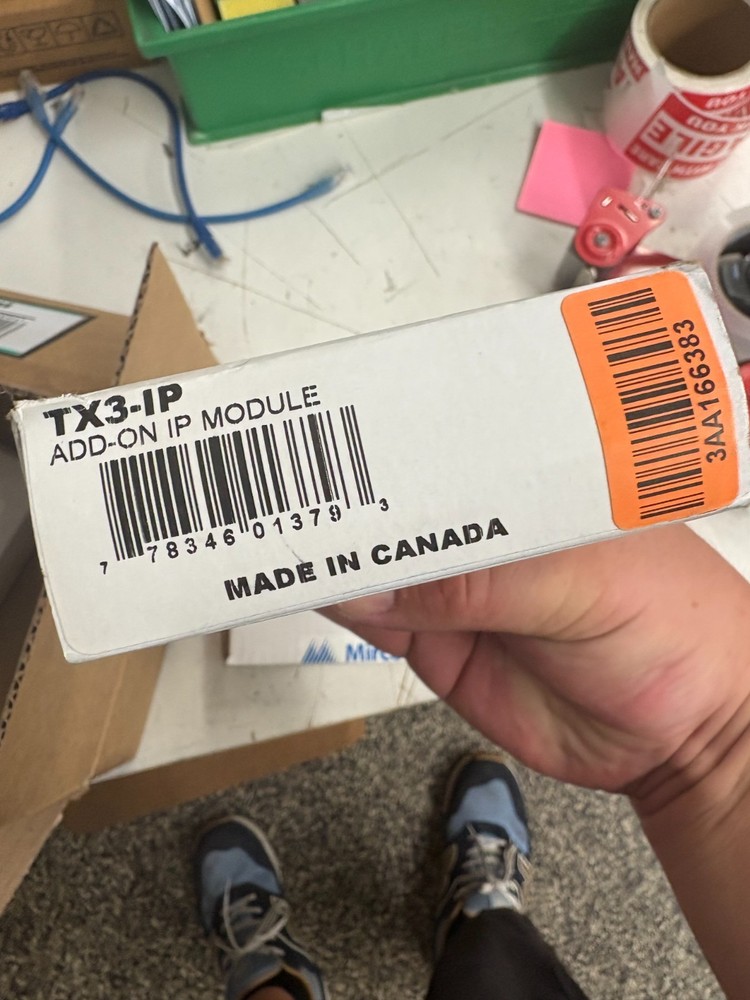 TX3-IP
ADD-ON IP MODULE
7 78346 01379 3
MADE IN CANADA
3AA166383